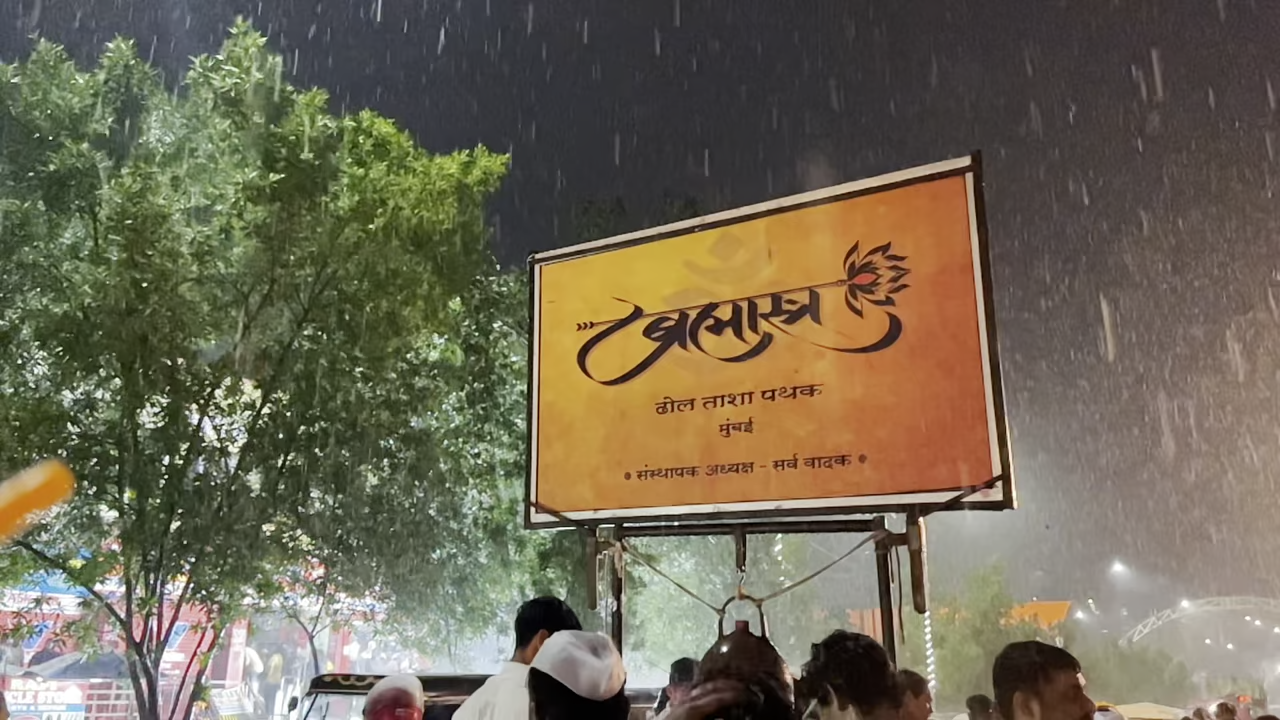 ब्रह्मास्त्र
ढोल ताशा पथक
मुंबई
संस्थापक अध्यक्ष - सर्व वादक